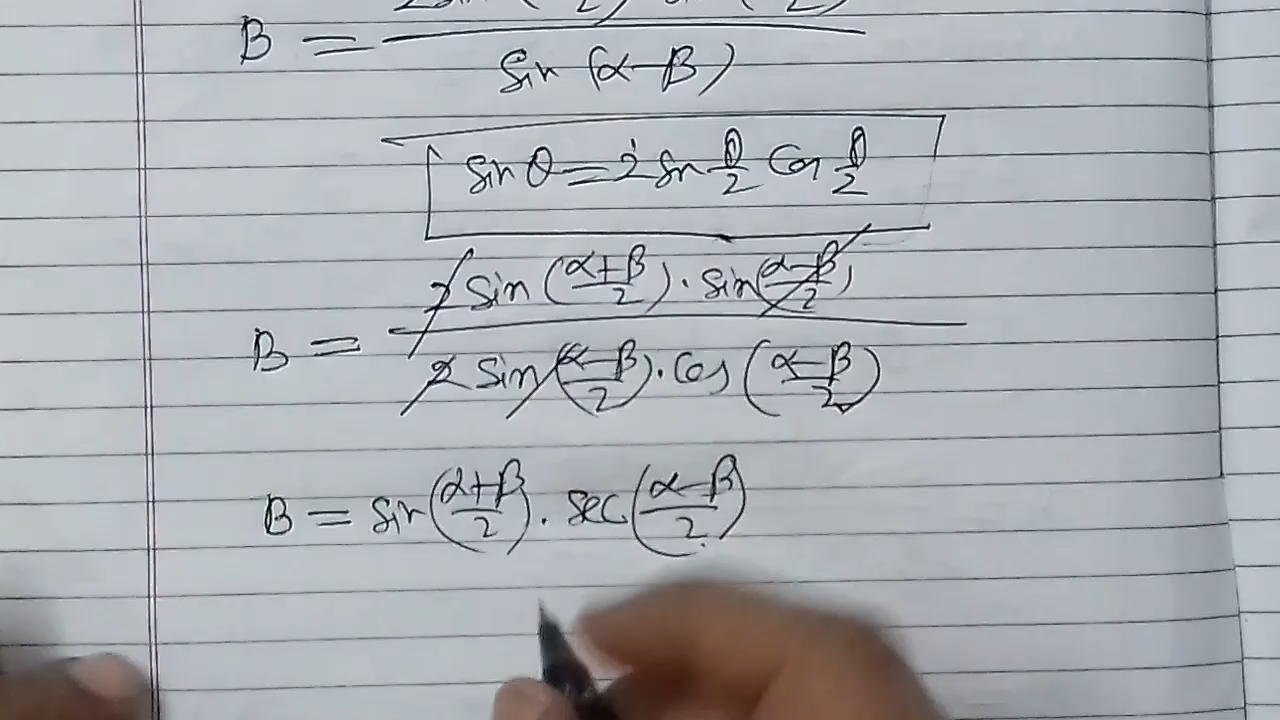 B =
sin (α-β)
sin θ = 2 sin θ/2 cos θ/2
B = 2 sin (α+β/2) · sin (α-β/2) / 2 sin (α-β/2) · cos (α-β/2)
B = sin (α+β/2) · sec (α-β/2)